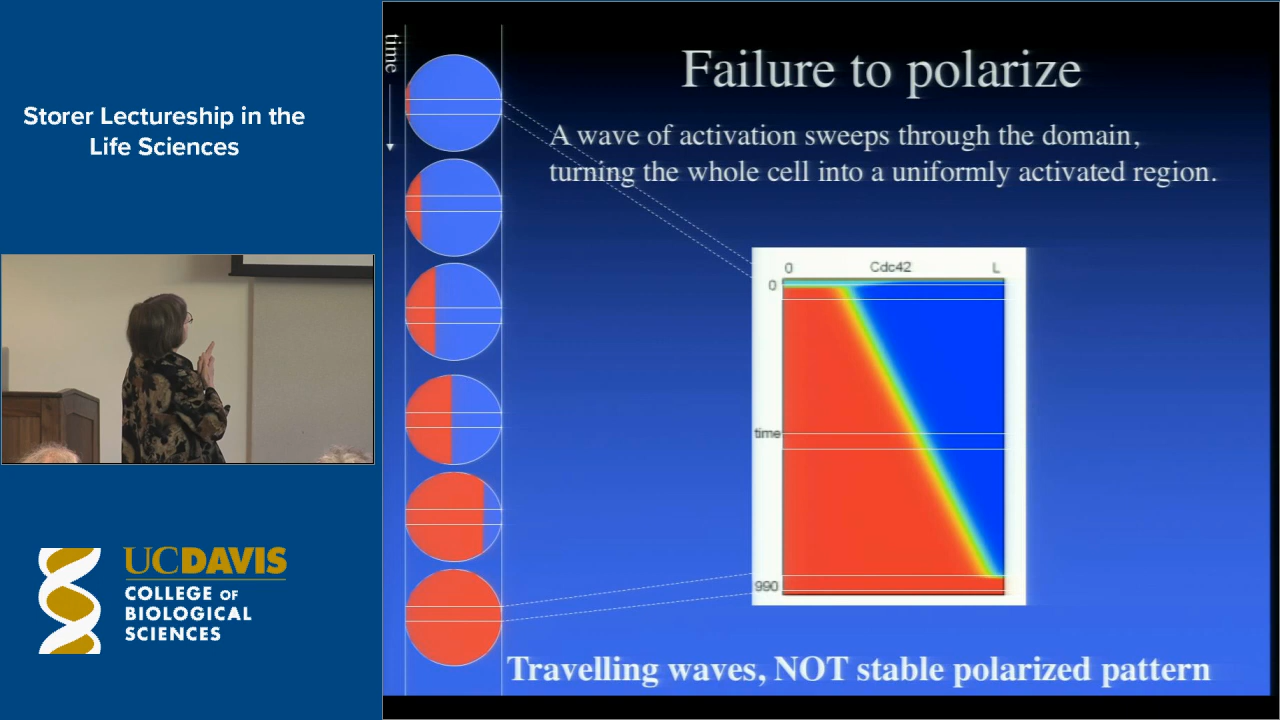 Storer Lectureship in the
Life Sciences
UCDAVIS
COLLEGE OF
BIOLOGICAL
SCIENCES
time
Failure to polarize
A wave of activation sweeps through the domain,
turning the whole cell into a uniformly activated region.
0 Cdc42 L
0
time
990
Travelling waves, NOT stable polarized pattern